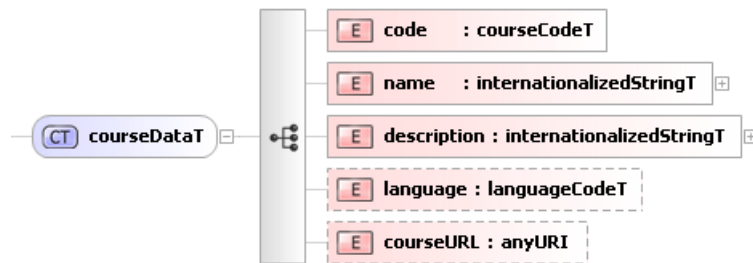 E code : courseCodeT
E name : internationalizedStringT
E description : internationalizedStringT
CT courseDataT
E language : languageCodeT
E courseURL : anyURI